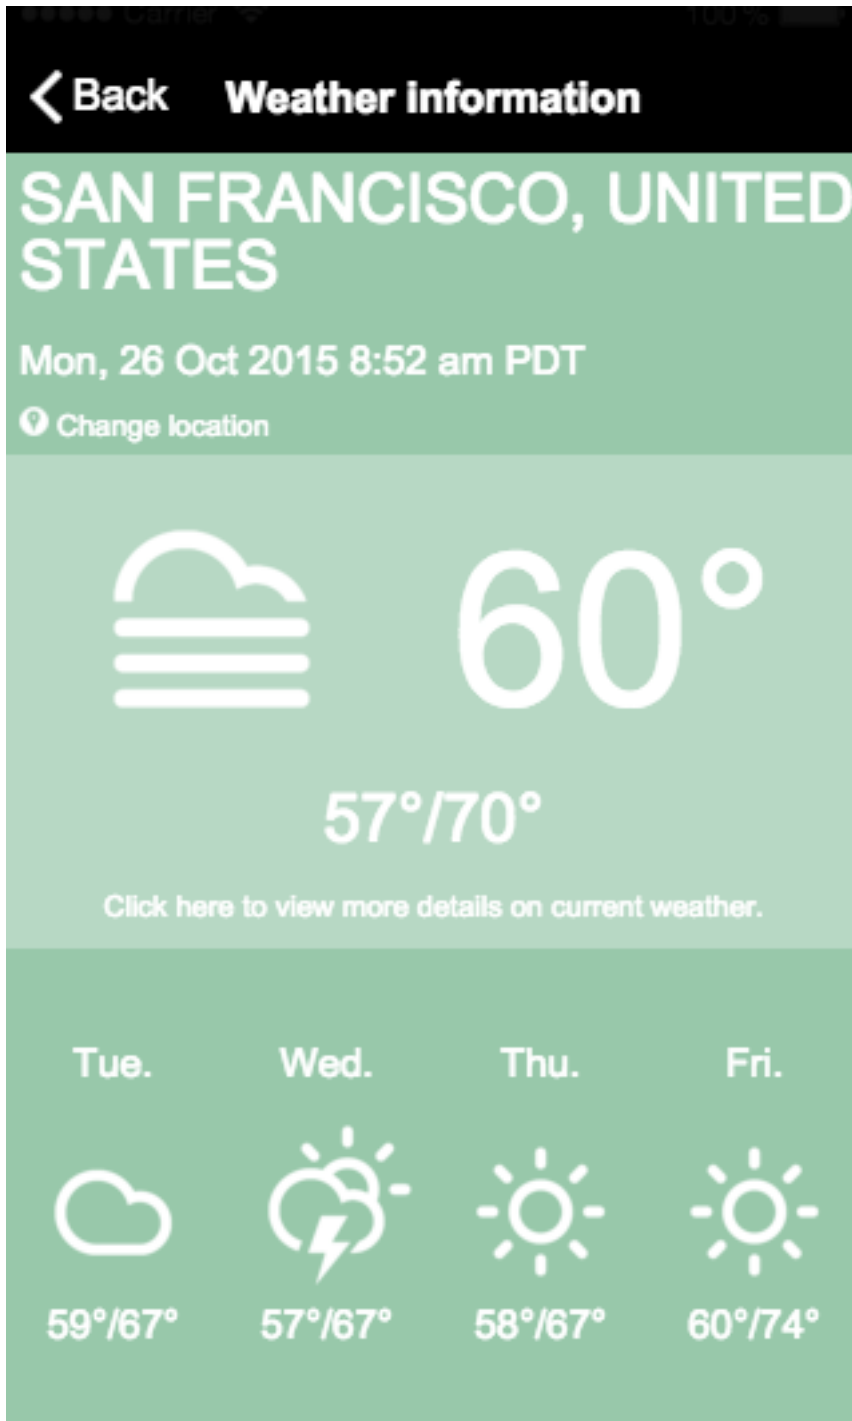 Carrier 100%
Back Weather information
SAN FRANCISCO, UNITED
STATES
Mon, 26 Oct 2015 8:52 am PDT
Change location
60°
57°/70°
Click here to view more details on current weather.
Tue. Wed. Thu. Fri.
59°/67° 57°/67° 58°/67° 60°/74°